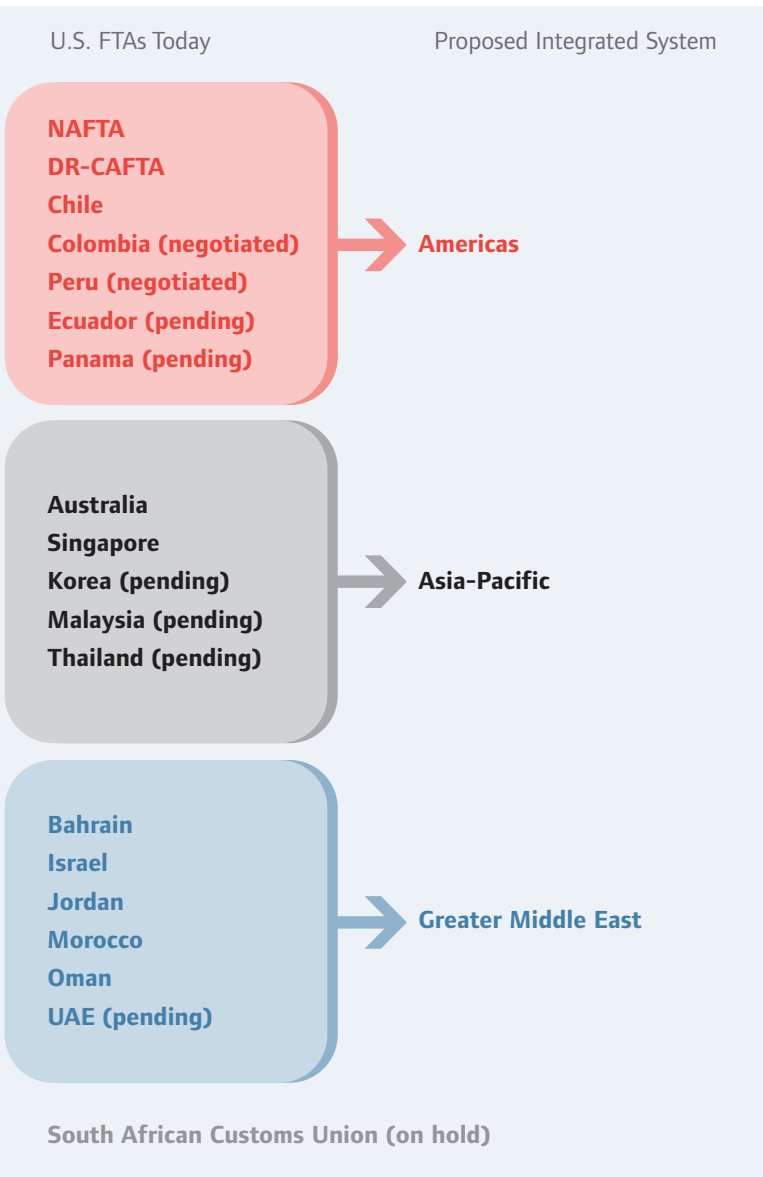 U.S. FTAs Today
Proposed Integrated System
NAFTA
DR-CAFTA
Chile
Colombia (negotiated)
Peru (negotiated)
Ecuador (pending)
Panama (pending)
Americas
Australia
Singapore
Korea (pending)
Malaysia (pending)
Thailand (pending)
Asia-Pacific
Bahrain
Israel
Jordan
Morocco
Oman
UAE (pending)
Greater Middle East
South African Customs Union (on hold)